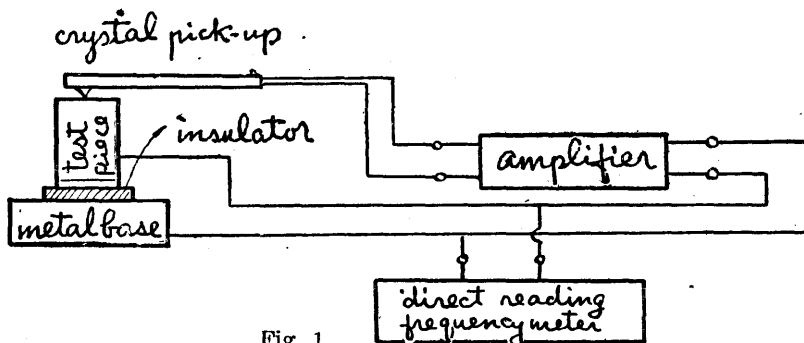 crystal pick-up
test
piece
insulator
amplifier
metal base
direct reading
frequency meter
Fig. 1